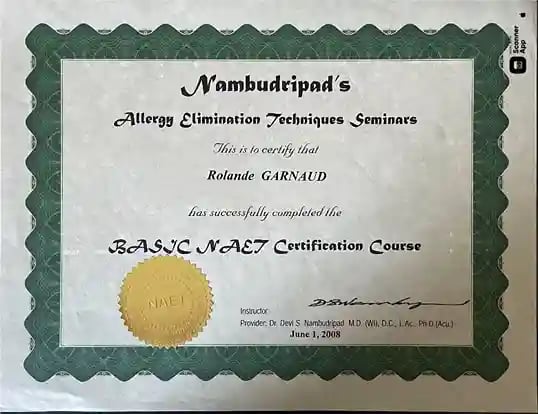 Nambudripad's
Allergy Elimination Techniques Seminars
This is to certify that
Rolande GARNAUD
has successfully completed the
BASIC NAET Certification Course
NAET
Instructor
Provider: Dr. Devi S. Nambudripad M.D. (WI), D.C., L.Ac., Ph.D.(Acu.)
June 1, 2008
Scanner
App